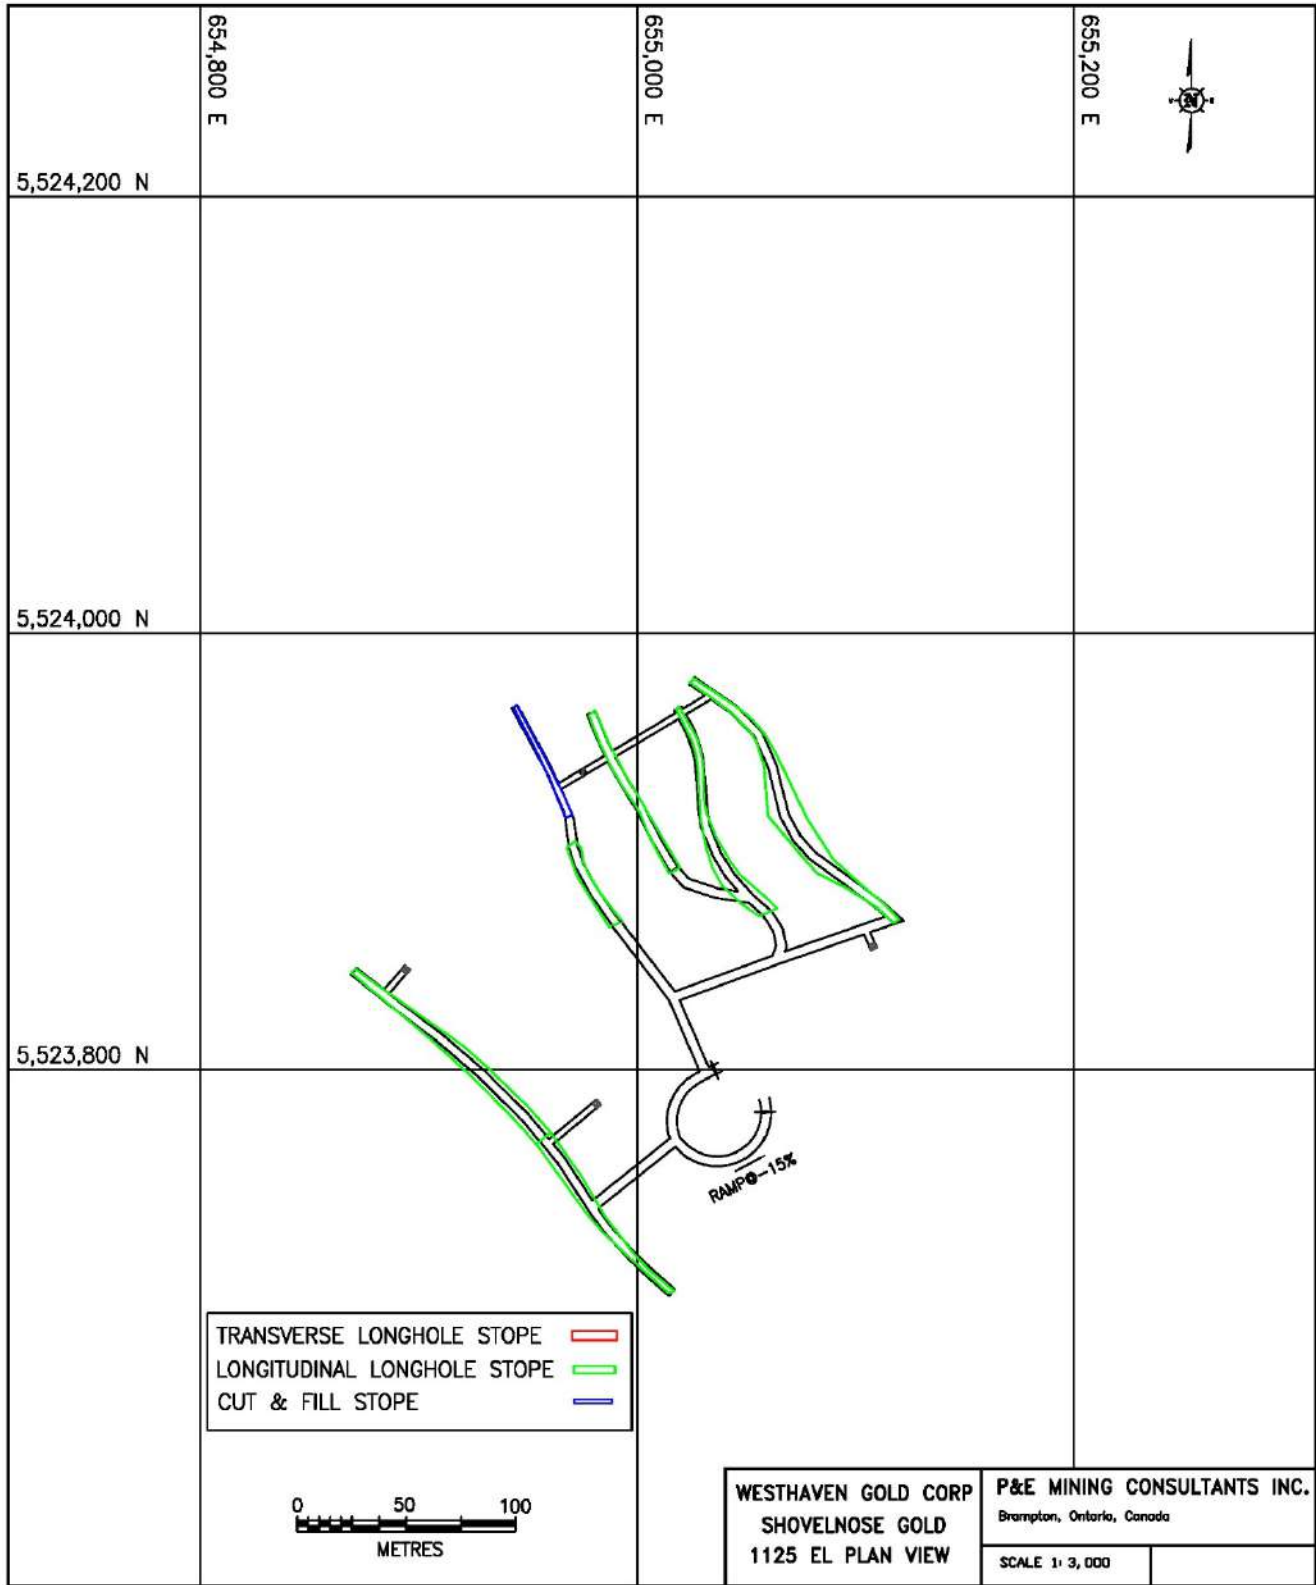 654,800 E
655,000 E
655,200 E
N
5,524,200 N
5,524,000 N
5,523,800 N
RAMP@-15%
TRANSVERSE LONGHOLE STOPE
LONGITUDINAL LONGHOLE STOPE
CUT & FILL STOPE
0 50 100
METRES
WESTHAVEN GOLD CORP
SHOVELNOSE GOLD
1125 EL PLAN VIEW
P&E MINING CONSULTANTS INC.
Brampton, Ontario, Canada
SCALE 1:3,000